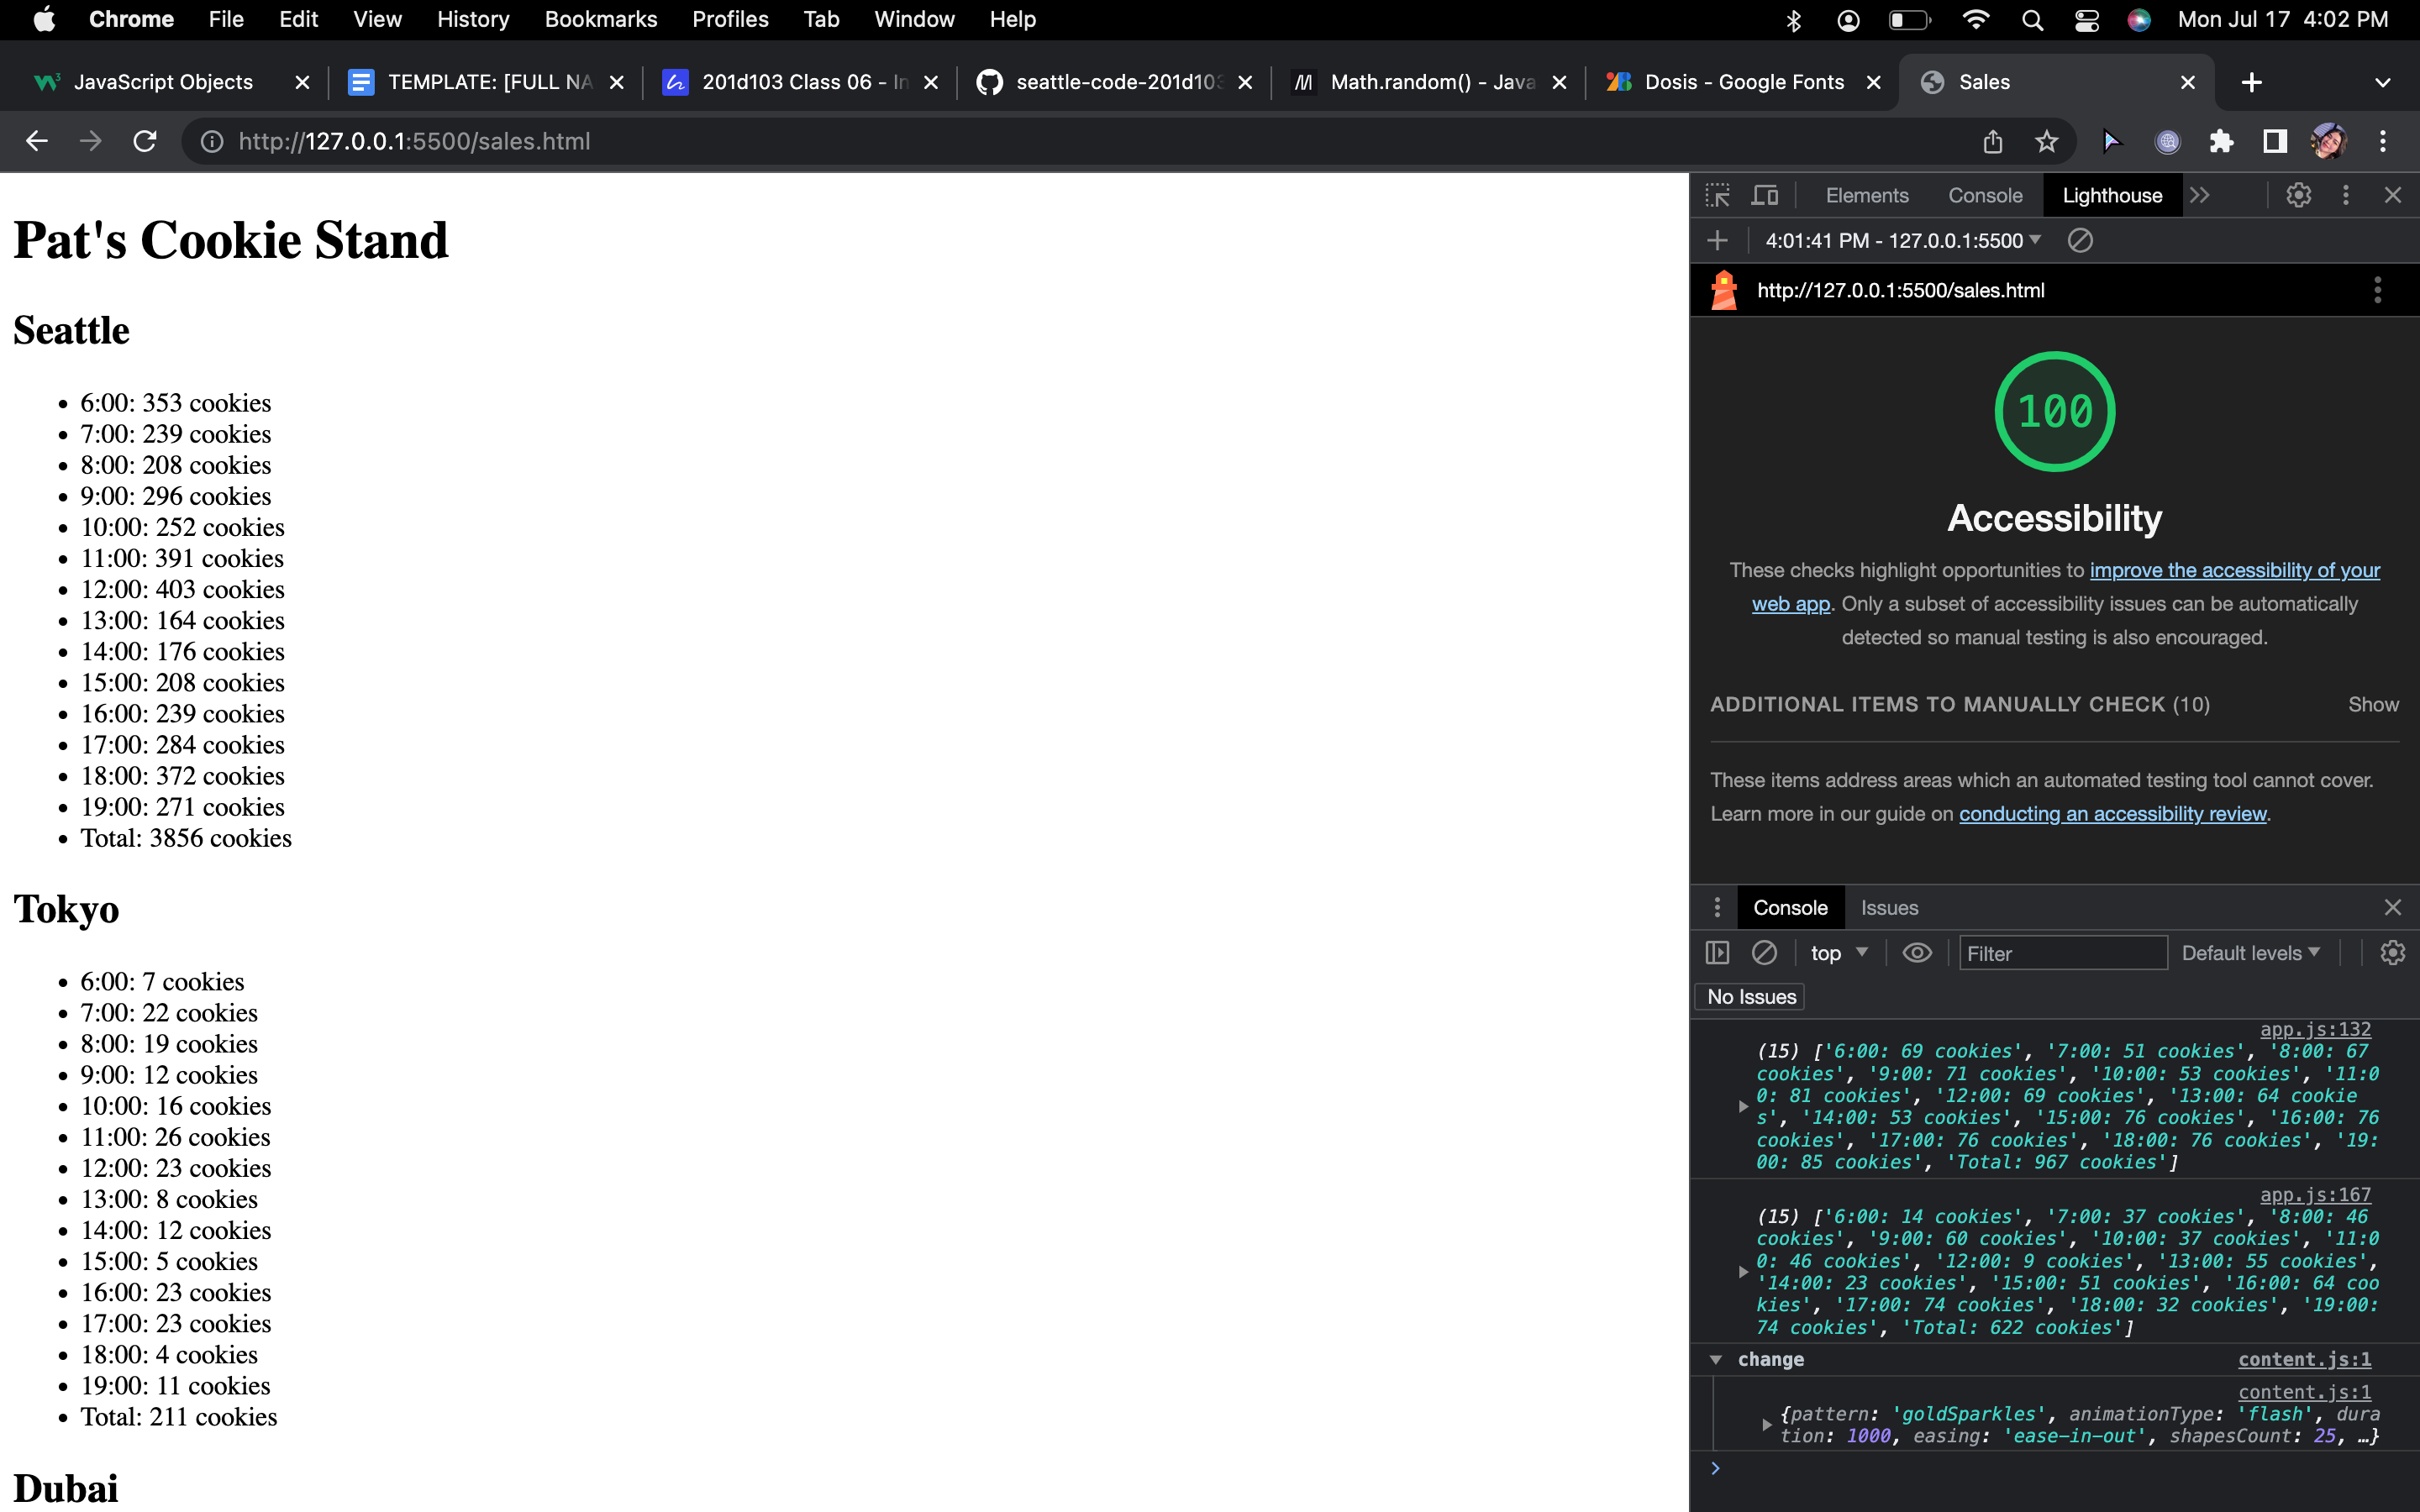 Chrome File Edit View History Bookmarks Profiles Tab Window Help Mon Jul 17 4:02 PM
JavaScript Objects TEMPLATE: [FULL NA 201d103 Class 06 - In seattle-code-201d103 Math.random() - Java Dosis - Google Fonts Sales
http://127.0.0.1:5500/sales.html
Pat's Cookie Stand
Seattle
6:00: 353 cookies
7:00: 239 cookies
8:00: 208 cookies
9:00: 296 cookies
10:00: 252 cookies
11:00: 391 cookies
12:00: 403 cookies
13:00: 164 cookies
14:00: 176 cookies
15:00: 208 cookies
16:00: 239 cookies
17:00: 284 cookies
18:00: 372 cookies
19:00: 271 cookies
Total: 3856 cookies
Tokyo
6:00: 7 cookies
7:00: 22 cookies
8:00: 19 cookies
9:00: 12 cookies
10:00: 16 cookies
11:00: 26 cookies
12:00: 23 cookies
13:00: 8 cookies
14:00: 12 cookies
15:00: 5 cookies
16:00: 23 cookies
17:00: 23 cookies
18:00: 4 cookies
19:00: 11 cookies
Total: 211 cookies
Dubai
Elements Console Lighthouse
4:01:41 PM - 127.0.0.1:5500
http://127.0.0.1:5500/sales.html
100
Accessibility
These checks highlight opportunities to improve the accessibility of your
web app. Only a subset of accessibility issues can be automatically
detected so manual testing is also encouraged.
ADDITIONAL ITEMS TO MANUALLY CHECK (10) Show
These items address areas which an automated testing tool cannot cover.
Learn more in our guide on conducting an accessibility review.
Console Issues
top Filter Default levels
No Issues
app.js:132
(15) ['6:00: 69 cookies', '7:00: 51 cookies', '8:00: 67
cookies', '9:00: 71 cookies', '10:00: 53 cookies', '11:0
0: 81 cookies', '12:00: 69 cookies', '13:00: 64 cookie
s', '14:00: 53 cookies', '15:00: 76 cookies', '16:00: 76
cookies', '17:00: 76 cookies', '18:00: 76 cookies', '19:
00: 85 cookies', 'Total: 967 cookies']
app.js:167
(15) ['6:00: 14 cookies', '7:00: 37 cookies', '8:00: 46
cookies', '9:00: 60 cookies', '10:00: 37 cookies', '11:0
0: 46 cookies', '12:00: 9 cookies', '13:00: 55 cookies',
'14:00: 23 cookies', '15:00: 51 cookies', '16:00: 64 coo
kies', '17:00: 74 cookies', '18:00: 32 cookies', '19:00:
74 cookies', 'Total: 622 cookies']
change content.js:1
content.js:1
{pattern: 'goldSparkles', animationType: 'flash', dura
tion: 1000, easing: 'ease-in-out', shapesCount: 25, …}